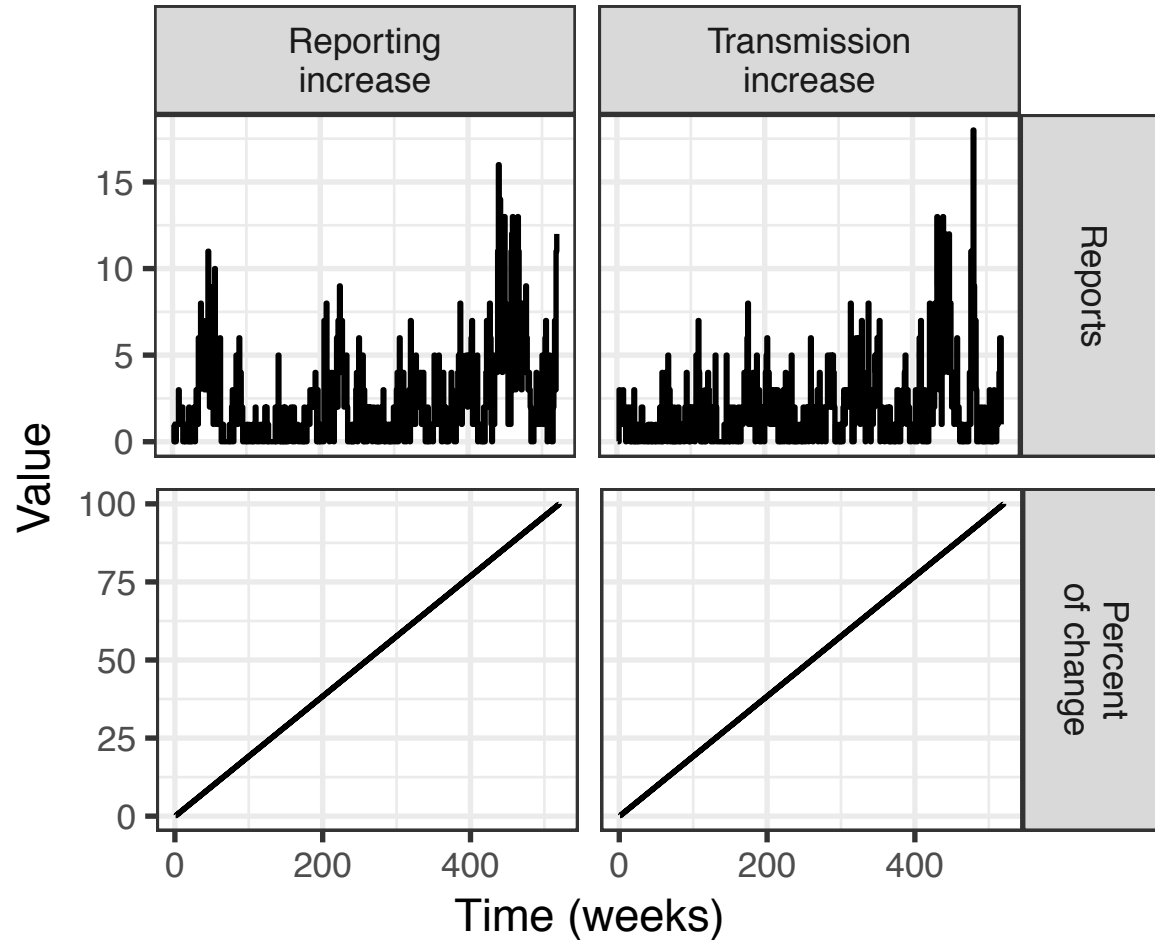 Reporting
increase
Transmission
increase
15
10
5
0
Reports
Value
100
75
50
25
0
Percent
of change
0
200
400
0
200
400
Time (weeks)